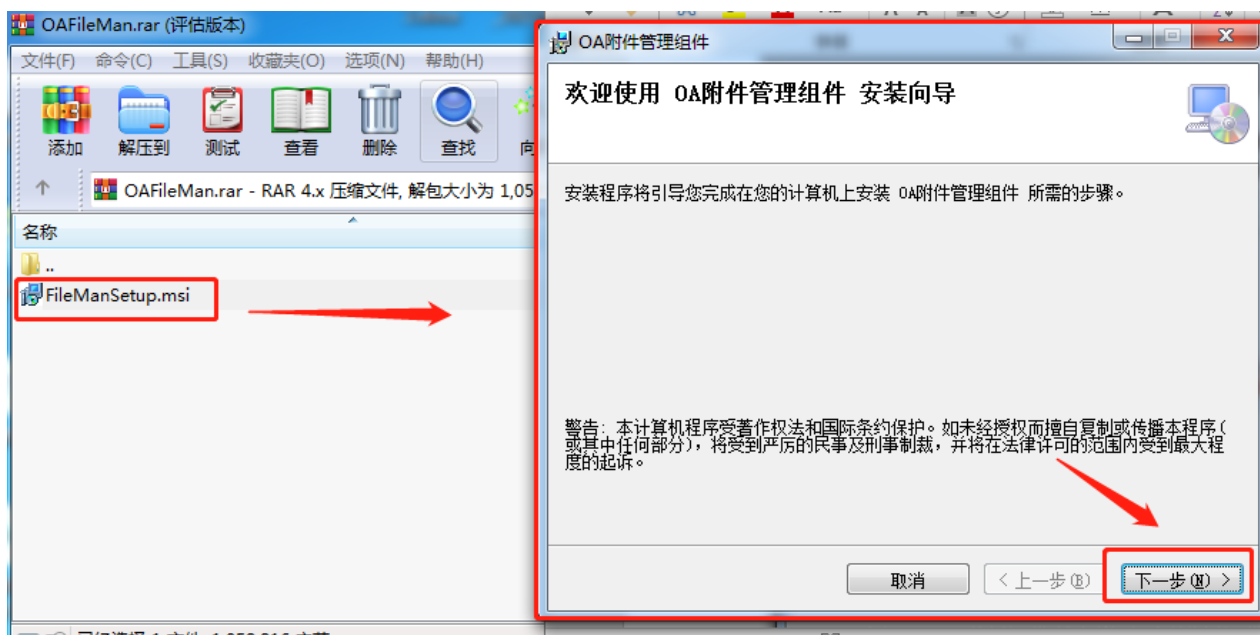 OAFileMan.rar (评估版本)
文件(F) 命令(C) 工具(S) 收藏夹(O) 选项(N) 帮助(H)
添加 解压到 测试 查看 删除 查找 向
OAFileMan.rar - RAR 4.x 压缩文件, 解包大小为 1,05
名称
..
FileManSetup.msi
OA附件管理组件
欢迎使用 OA附件管理组件 安装向导
安装程序将引导您完成在您的计算机上安装 OA附件管理组件 所需的步骤。
警告: 本计算机程序受著作权法和国际条约保护。如未经授权而擅自复制或传播本程序(
或其中任何部分), 将受到严厉的民事及刑事制裁, 并将在法律许可的范围内受到最大程
度的起诉。
取消 < 上一步(B) 下一步(N) >